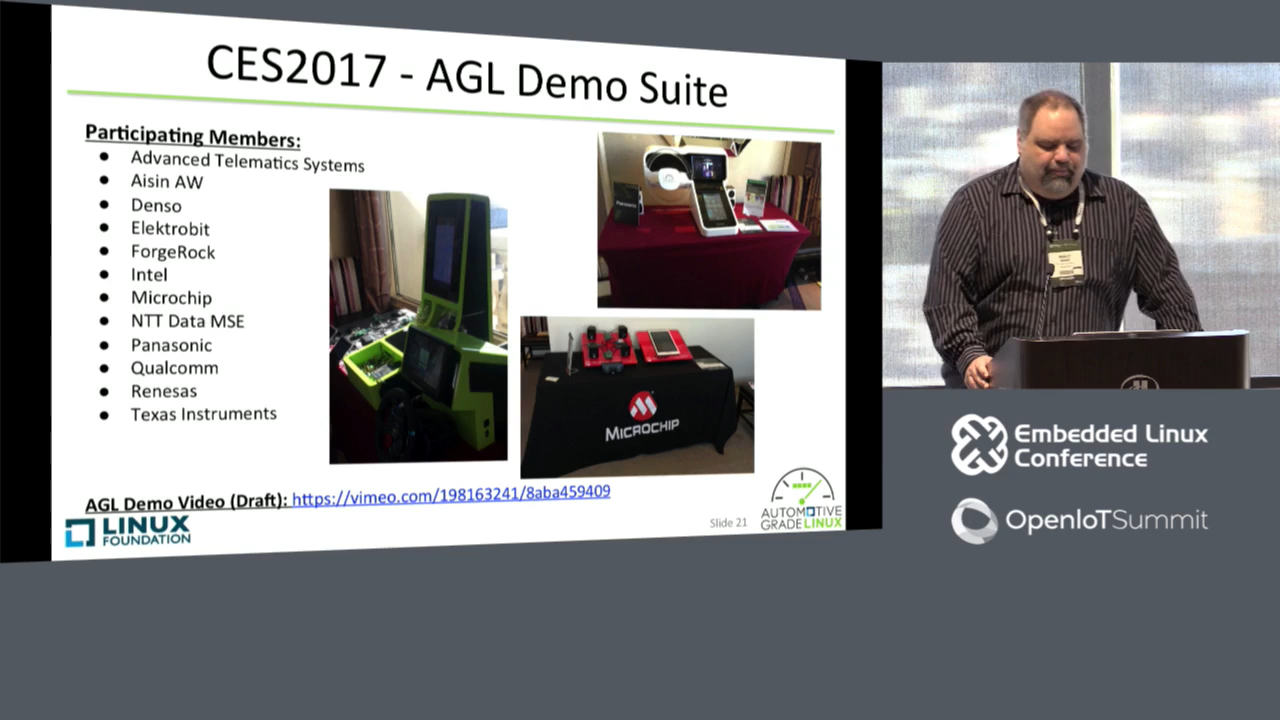 CES2017 - AGL Demo Suite
Participating Members:
● Advanced Telematics Systems
● Aisin AW
● Denso
● Elektrobit
● ForgeRock
● Intel
● Microchip
● NTT Data MSE
● Panasonic
● Qualcomm
● Renesas
● Texas Instruments
Panasonic
MICROCHIP
AGL Demo Video (Draft): https://vimeo.com/198163241/8aba459409
LINUX
FOUNDATION
Slide 21
AUTOMOTIVE
GRADE LINUX
Embedded Linux
Conference
OpenIoTSummit